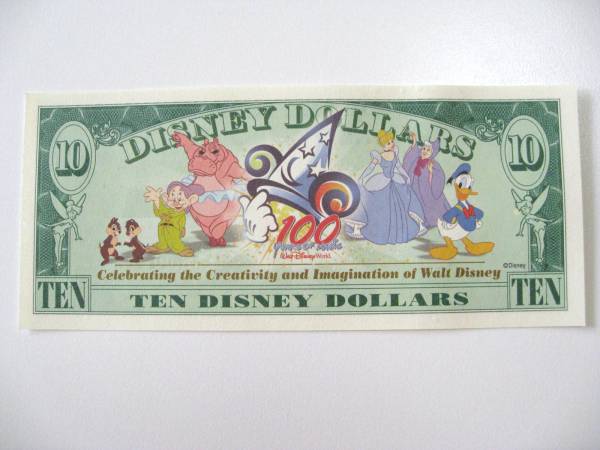 DISNEY DOLLARS
10 10
100
YEARS OF MAGIC
Walt Disney World
©Disney
Celebrating the Creativity and Imagination of Walt Disney
TEN TEN DISNEY DOLLARS TEN